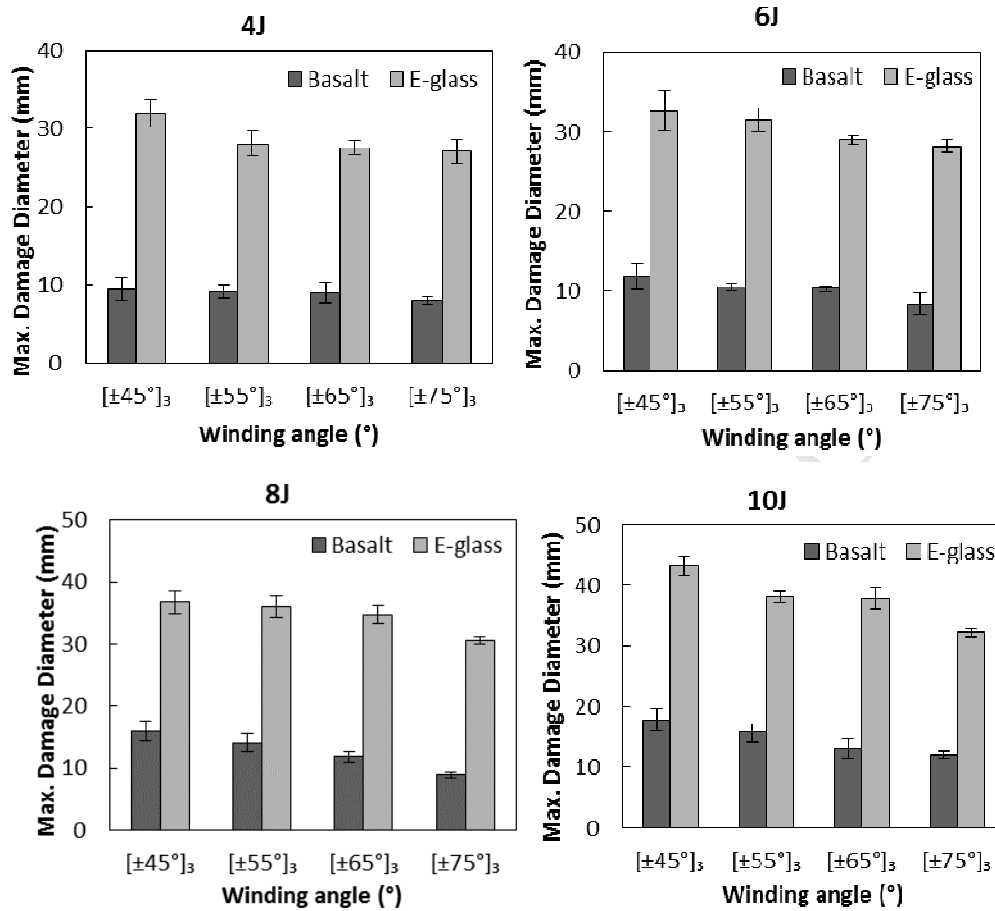 4J
40
30
20
10
0
Max. Damage Diameter (mm)
Basalt E-glass
[±45°]₃ [±55°]₃ [±65°]₃ [±75°]₃
Winding angle (°)
6J
40
30
20
10
0
Max. Damage Diameter (mm)
Basalt E-glass
[±45°]₃ [±55°]₃ [±65°]₃ [±75°]₃
Winding angle (°)
8J
50
40
30
20
10
0
Max. Damage Diameter (mm)
Basalt E-glass
[±45°]₃ [±55°]₃ [±65°]₃ [±75°]₃
Winding angle (°)
10J
50
40
30
20
10
0
Max. Damage Diameter (mm)
Basalt E-glass
[±45°]₃ [±55°]₃ [±65°]₃ [±75°]₃
Winding angle (°)